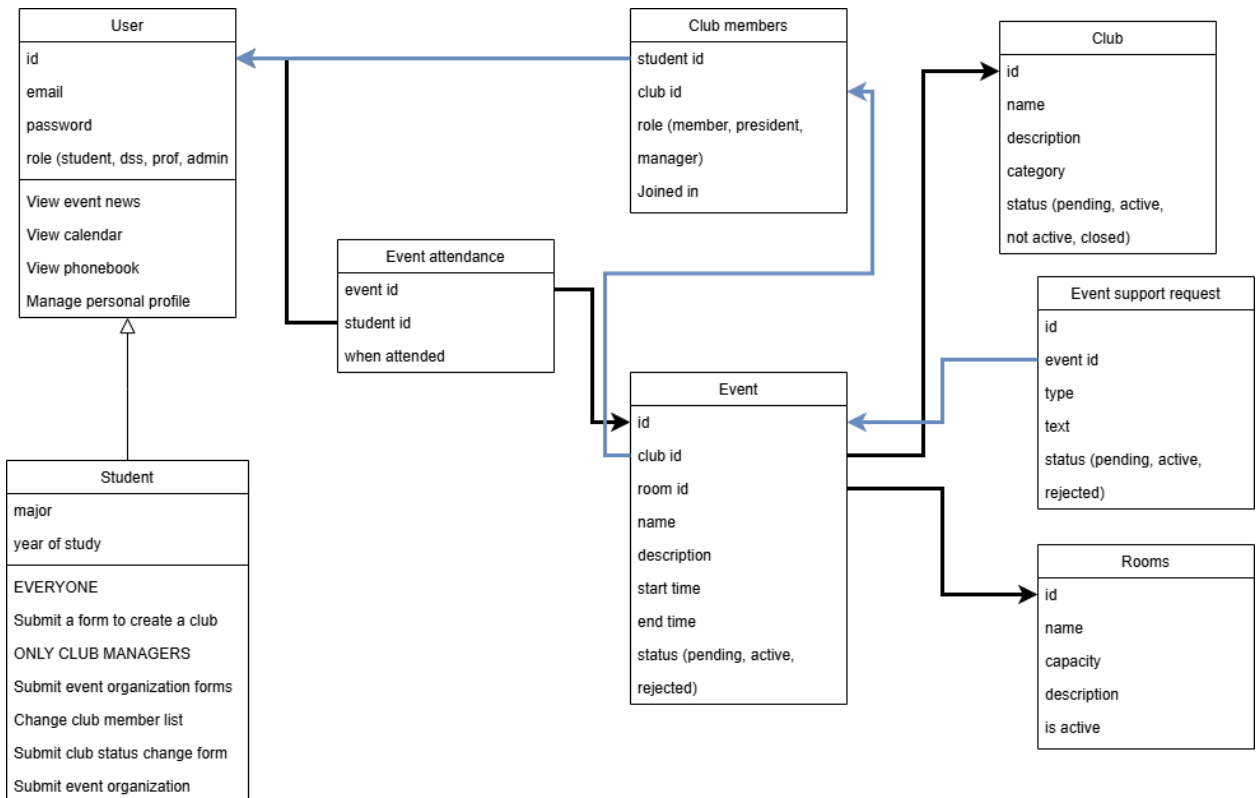 User
id
email
password
role (student, dss, prof, admin
View event news
View calendar
View phonebook
Manage personal profile
Student
major
year of study
EVERYONE
Submit a form to create a club
ONLY CLUB MANAGERS
Submit event organization forms
Change club member list
Submit club status change form
Submit event organization
Event attendance
event id
student id
when attended
Club members
student id
club id
role (member, president,
manager)
Joined in
Event
id
club id
room id
name
description
start time
end time
status (pending, active,
rejected)
Club
id
name
description
category
status (pending, active,
not active, closed)
Event support request
id
event id
type
text
status (pending, active,
rejected)
Rooms
id
name
capacity
description
is active